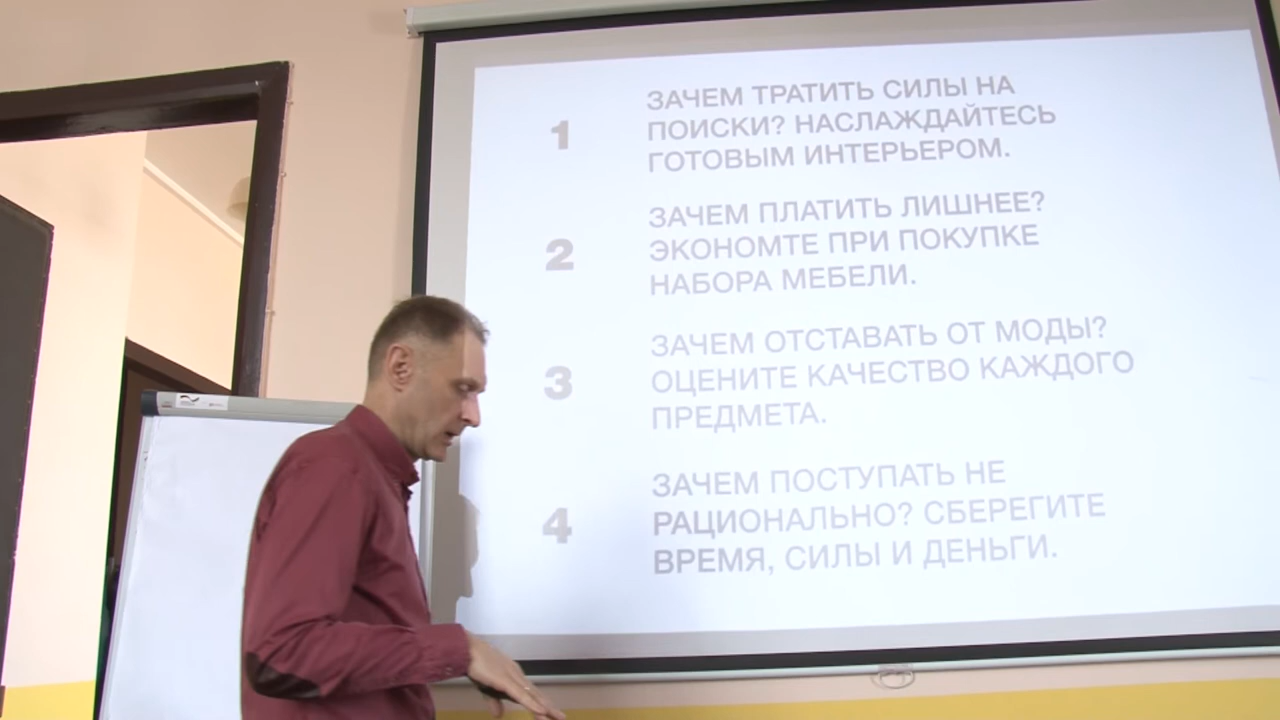 1
ЗАЧЕМ ТРАТИТЬ СИЛЫ НА
ПОИСКИ? НАСЛАЖДАЙТЕСЬ
ГОТОВЫМ ИНТЕРЬЕРОМ.
2
ЗАЧЕМ ПЛАТИТЬ ЛИШНЕЕ?
ЭКОНОМТЕ ПРИ ПОКУПКЕ
НАБОРА МЕБЕЛИ.
3
ЗАЧЕМ ОТСТАВАТЬ ОТ МОДЫ?
ОЦЕНИТЕ КАЧЕСТВО КАЖДОГО
ПРЕДМЕТА.
4
ЗАЧЕМ ПОСТУПАТЬ НЕ
РАЦИОНАЛЬНО? СБЕРЕГИТЕ
ВРЕМЯ, СИЛЫ И ДЕНЬГИ.